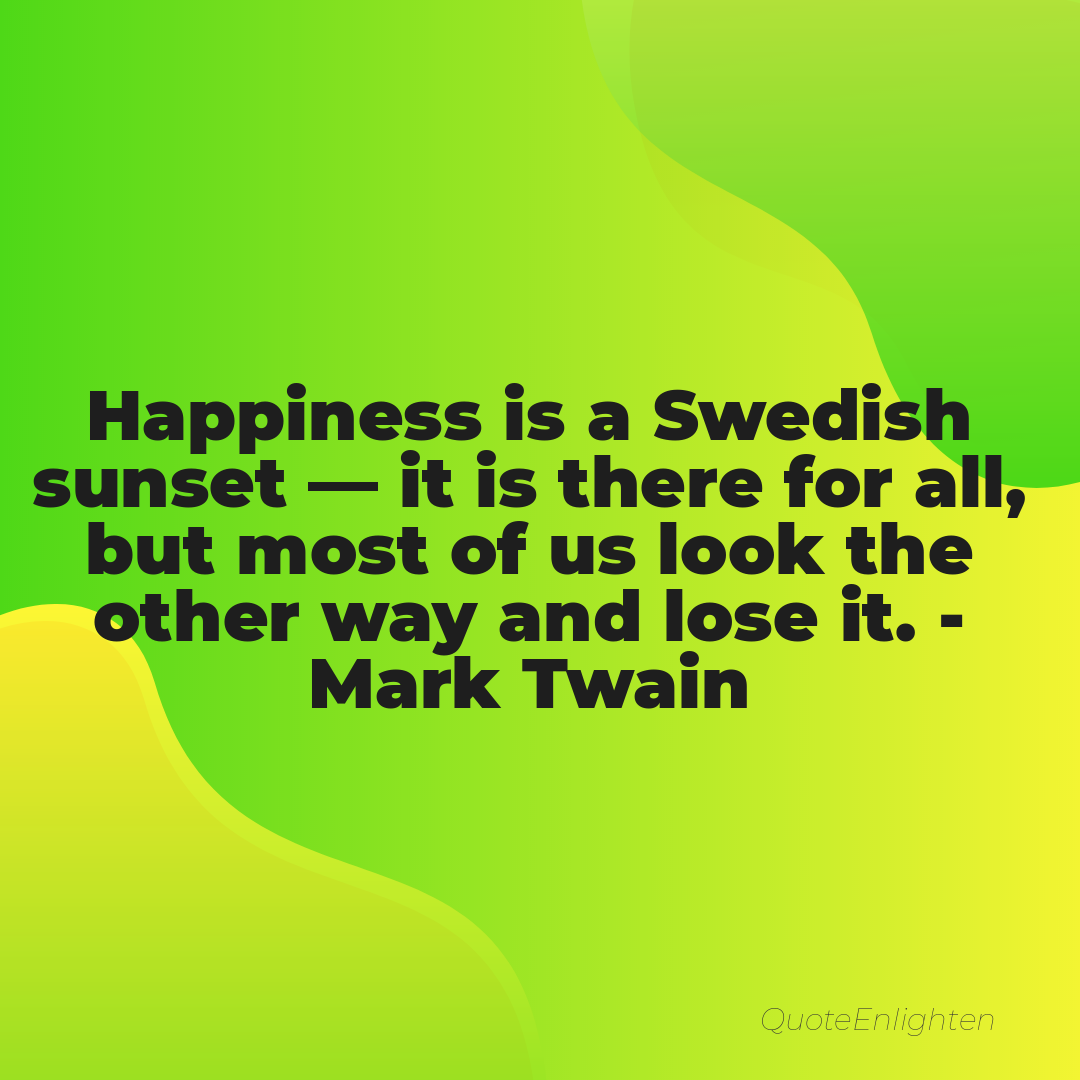 Happiness is a Swedish
sunset — it is there for all,
but most of us look the
other way and lose it. -
Mark Twain
QuoteEnlighten